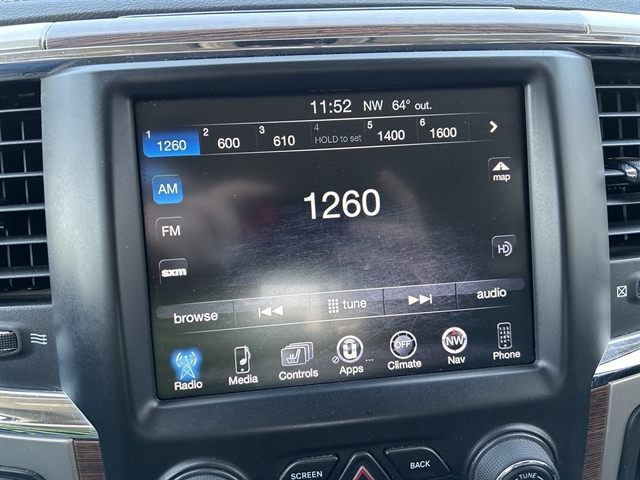 11:52 NW 64° out.
1 1260 2 600 3 610 4 HOLD to set 5 1400 6 1600
AM
map
1260
FM
HD
sxm
browse tune audio
OFF NW
Radio Media Controls Apps ... Climate Nav Phone
SCREEN BACK
TUNE